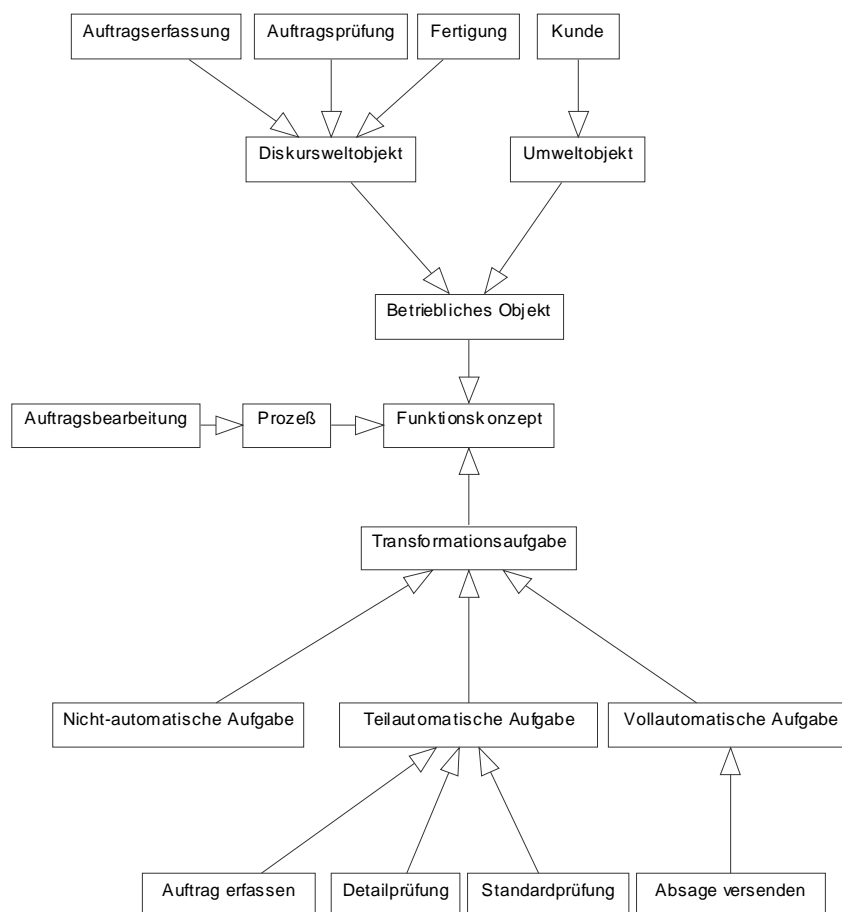 Auftragserfassung
Auftragsprüfung
Fertigung
Kunde
Diskursweltobjekt
Umweltobjekt
Betriebliches Objekt
Auftragsbearbeitung
Prozeß
Funktionskonzept
Transformationsaufgabe
Nicht-automatische Aufgabe
Teilautomatische Aufgabe
Vollautomatische Aufgabe
Auftrag erfassen
Detailprüfung
Standardprüfung
Absage versenden